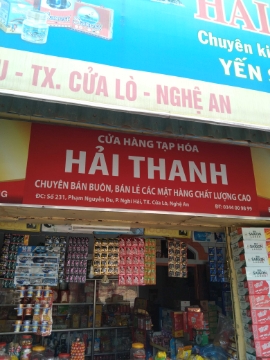 HẢI
Chuyên ki
YẾN
U - TX. CỬA LÒ - NGHỆ AN
CỬA HÀNG TẠP HÓA
HẢI THANH
CHUYÊN BÁN BUÔN, BÁN LẺ CÁC MẶT HÀNG CHẤT LƯỢNG CAO
ĐC: Số 231, Phạm Nguyễn Du, P. Nghi Hải, TX. Cửa Lò, Nghệ An